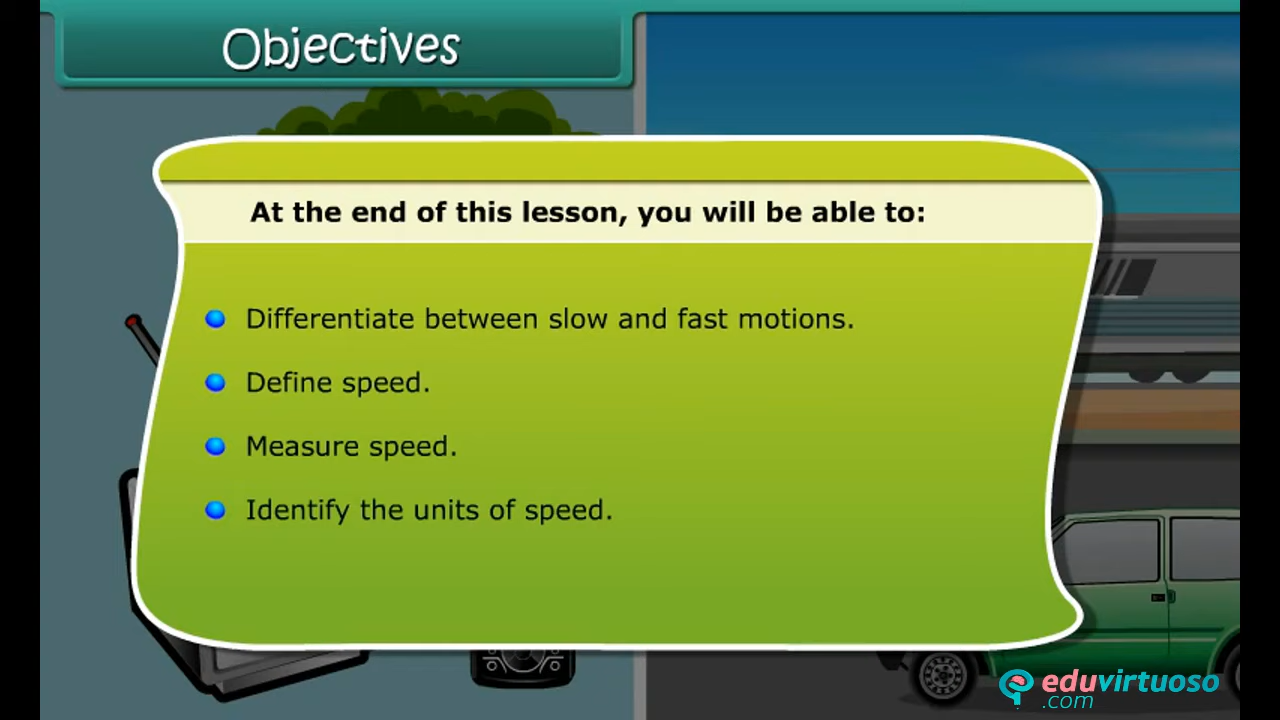 Objectives
At the end of this lesson, you will be able to:
Differentiate between slow and fast motions.
Define speed.
Measure speed.
Identify the units of speed.
eduvirtuoso
.com